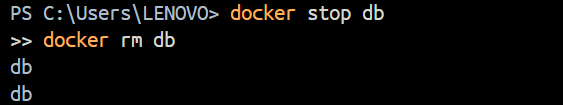 PS C:\Users\LENOVO> docker stop db
>> docker rm db
db
db